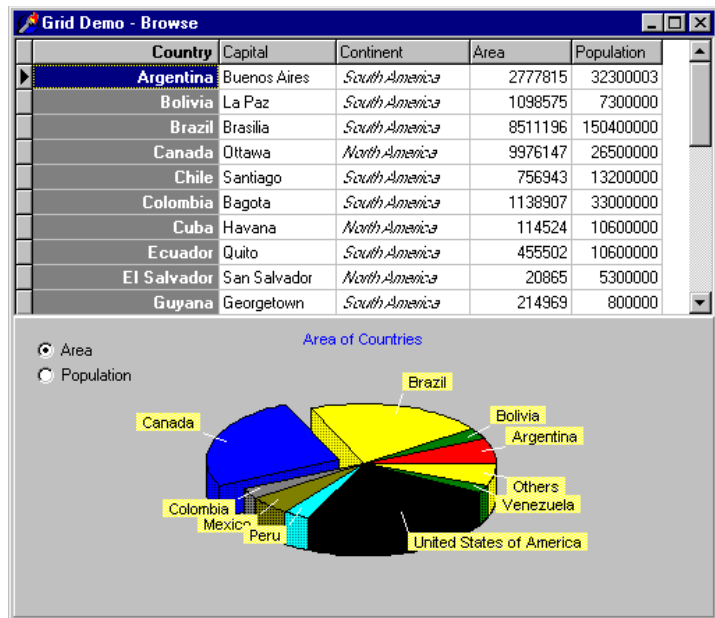 Grid Demo - Browse
Country Capital Continent Area Population
Argentina Buenos Aires South America 2777815 32300003
Bolivia La Paz South America 1098575 7300000
Brazil Brasilia South America 8511196 150400000
Canada Ottawa North America 9976147 26500000
Chile Santiago South America 756943 13200000
Colombia Bagota South America 1138907 33000000
Cuba Havana North America 114524 10600000
Ecuador Quito South America 455502 10600000
El Salvador San Salvador North America 20865 5300000
Guyana Georgetown South America 214969 800000
Area of Countries
Area
Population
Brazil
Canada
Bolivia
Argentina
Others
Venezuela
Colombia
Mexico
Peru
United States of America